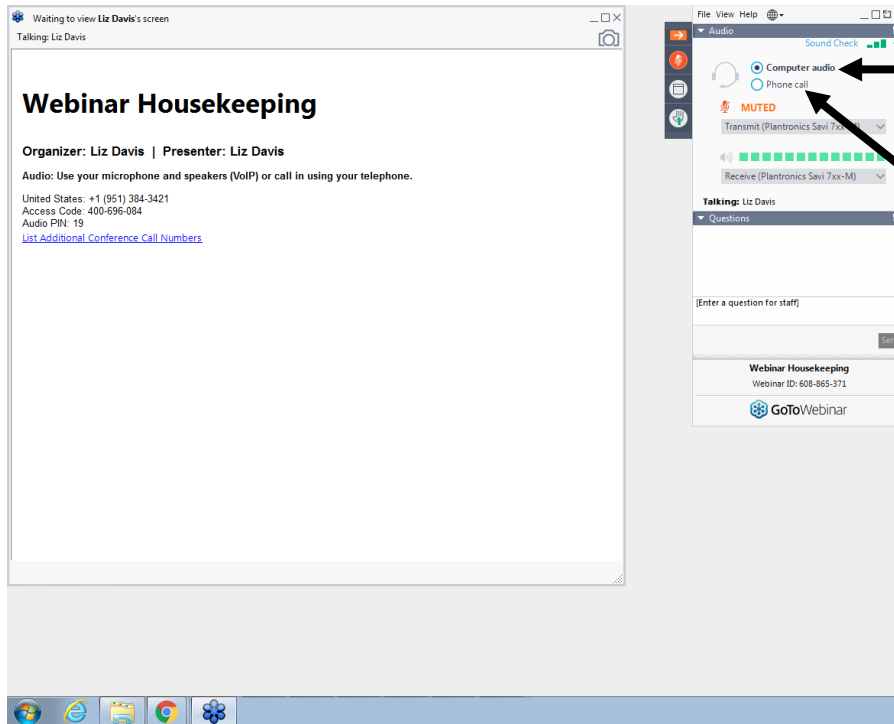 Waiting to view Liz Davis's screen
Talking: Liz Davis
Webinar Housekeeping
Organizer: Liz Davis | Presenter: Liz Davis
Audio: Use your microphone and speakers (VoIP) or call in using your telephone.
United States: +1 (951) 384-3421
Access Code: 400-696-084
Audio PIN: 19
List Additional Conference Call Numbers
File View Help
Audio
Sound Check
Computer audio
Phone call
MUTED
Transmit (Plantronics Savi
Receive (Plantronics Savi 7xx-M)
Talking: Liz Davis
Questions
[Enter a question for staff]
Webinar Housekeeping
Webinar ID: 608-865-371
GoToWebinar